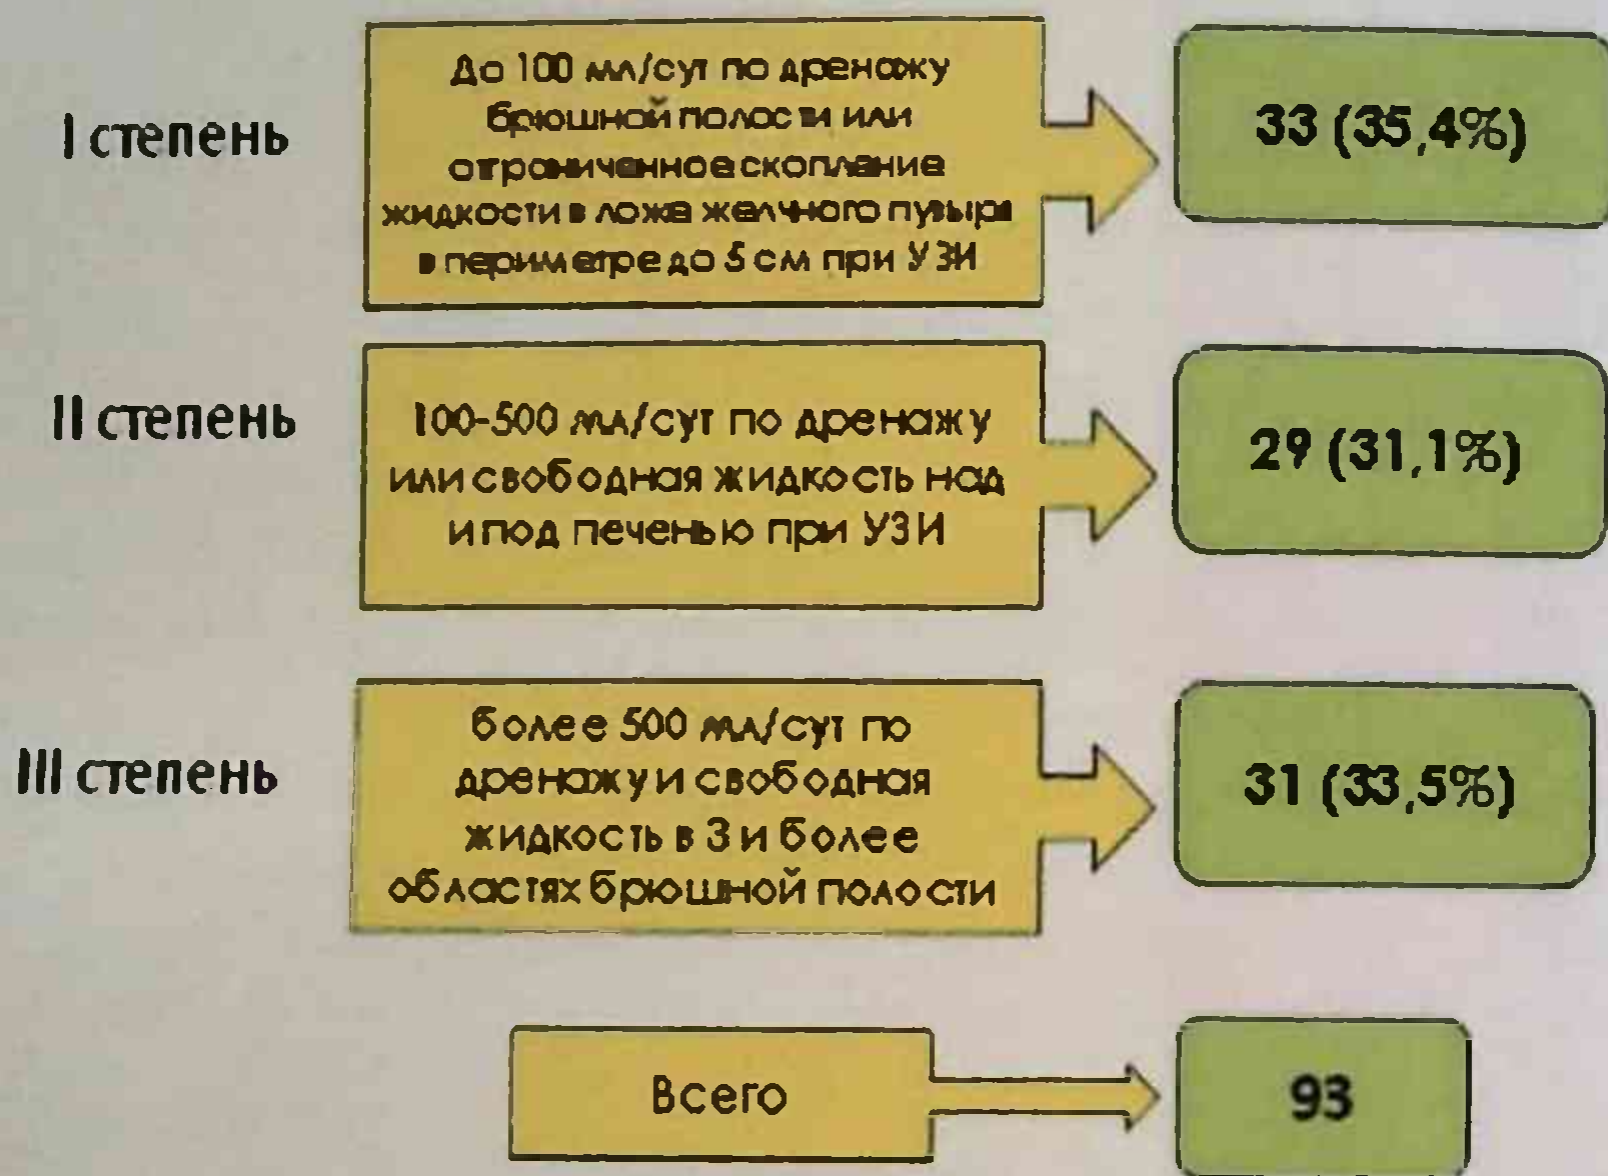 I степень
До 100 мл/сут по дренажу
брюшной полости или
отграниченное скопление
жидкости в ложе желчного пузыря
в периметре до 5 см при УЗИ
33 (35,4%)
II степень
100-500 мл/сут по дренажу
или свободная жидкость над
и под печенью при УЗИ
29 (31,1%)
III степень
более 500 мл/сут по
дренажу и свободная
жидкость в 3 и более
областях брюшной полости
31 (33,5%)
Всего
93